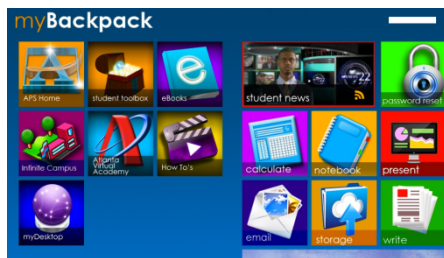 myBackpack
APS Home
student toolbox
eBooks
student news
22
password reset
Infinite Campus
Atlanta
Virtual
Academy
How To's
calculate
notebook
present
myDesktop
email
storage
write